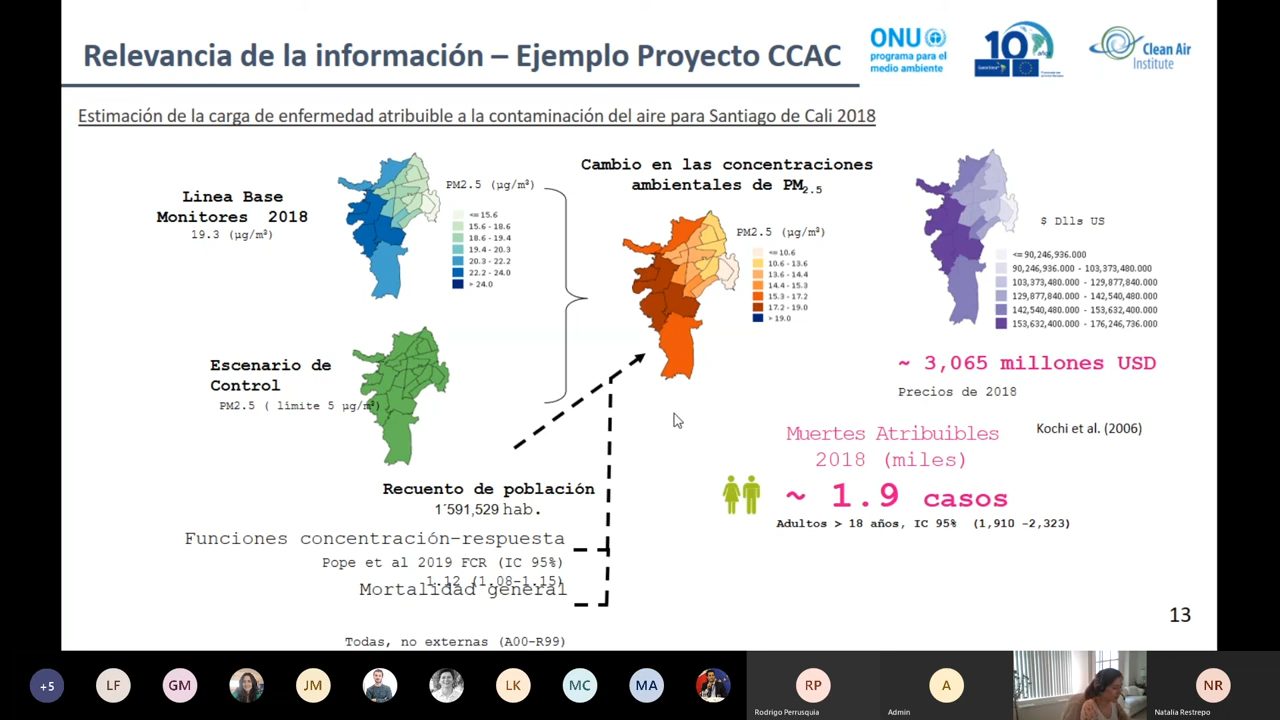 Relevancia de la información – Ejemplo Proyecto CCAC
ONU
programa para el
medio ambiente
10
años
Clean Air
Institute
Estimación de la carga de enfermedad atribuible a la contaminación del aire para Santiago de Cali 2018
Linea Base
Monitores 2018
19.3 (µg/m³)
PM2.5 (µg/m³)
<= 15.6
15.6 - 18.6
18.6 - 19.4
19.4 - 20.3
20.3 - 22.2
22.2 - 24.0
> 24.0
Escenario de
Control
PM2.5 ( límite 5 µg/m³)
Cambio en las concentraciones
ambientales de PM2.5
PM2.5 (µg/m³)
<= 10.6
10.6 - 13.6
13.6 - 14.4
14.4 - 15.3
15.3 - 17.2
17.2 - 19.0
> 19.0
$ Dlls US
<= 90,246,936.000
90,246,936.000 - 103,373,480.000
103,373,480.000 - 129,877,840.000
129,877,840.000 - 142,540,480.000
142,540,480.000 - 153,632,400.000
153,632,400.000 - 176,246,736.000
~ 3,065 millones USD
Precios de 2018
Muertes Atribuibles
2018 (miles)
Kochi et al. (2006)
~ 1.9 casos
Adultos > 18 años, IC 95% (1,910 -2,323)
Recuento de población
1´591,529 hab.
Funciones concentración-respuesta
Pope et al 2019 FCR (IC 95%)
1.12 (1.08-1.15)
Mortalidad general
Todas, no externas (A00-R99)
13
+5
LF
GM
JM
LK
MC
MA
RP
Rodrigo Perrusquia
A
Admin
NR
Natalia Restrepo